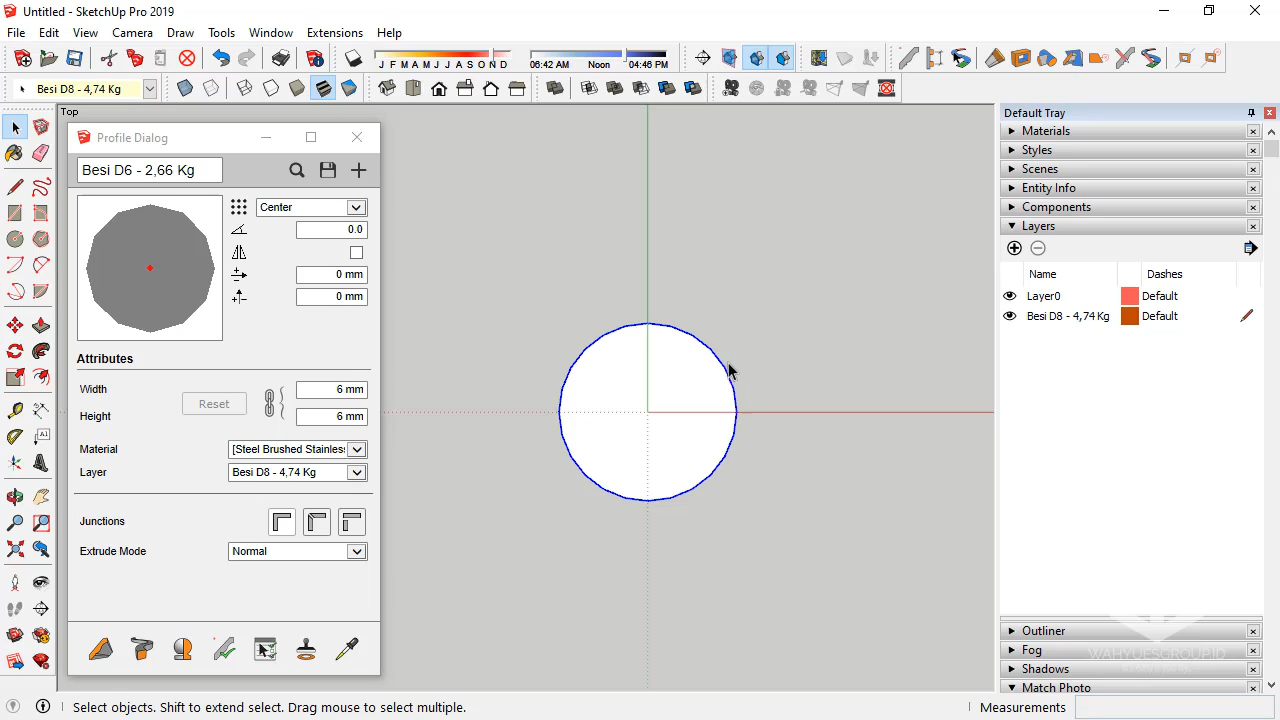 Untitled - SketchUp Pro 2019
File Edit View Camera Draw Tools Window Extensions Help
J F M A M J J A S O N D 06:42 AM Noon 04:46 PM
Besi D8 - 4,74 Kg
Top
Profile Dialog
Besi D6 - 2,66 Kg
Center
0.0
0 mm
0 mm
Attributes
Width 6 mm
Reset
Height 6 mm
Material [Steel Brushed Stainles
Layer Besi D8 - 4,74 Kg
Junctions
Extrude Mode Normal
A1
Default Tray
Materials
Styles
Scenes
Entity Info
Components
Layers
Name Dashes
Layer0 Default
Besi D8 - 4,74 Kg Default
Outliner
Fog
Shadows
Match Photo
WAHYUESGROUP.ID
Select objects. Shift to extend select. Drag mouse to select multiple.
Measurements